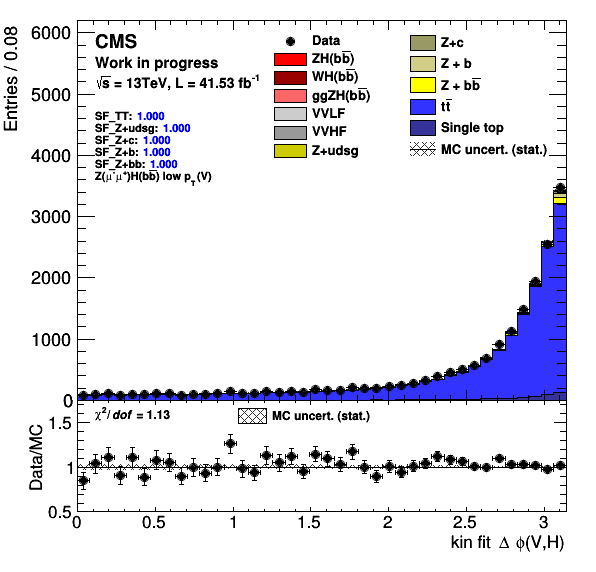 CMS
Work in progress
√s = 13TeV, L = 41.53 fb⁻¹
SF_TT: 1.000
SF_Z+udsg: 1.000
SF_Z+c: 1.000
SF_Z+b: 1.000
SF_Z+bb: 1.000
Z(μ⁻μ⁺)H(bb̅) low p_T(V)
Data
ZH(bb̅)
WH(bb̅)
ggZH(bb̅)
VVLF
VVHF
Z+udsg
Z+c
Z + b
Z + bb̅
tt̅
Single top
MC uncert. (stat.)
Entries / 0.08
6000
5000
4000
3000
2000
1000
0
χ²/dof = 1.13
MC uncert. (stat.)
Data/MC
1.5
1
0.5
0
0.5
1
1.5
2
2.5
3
kin fit Δ φ(V,H)